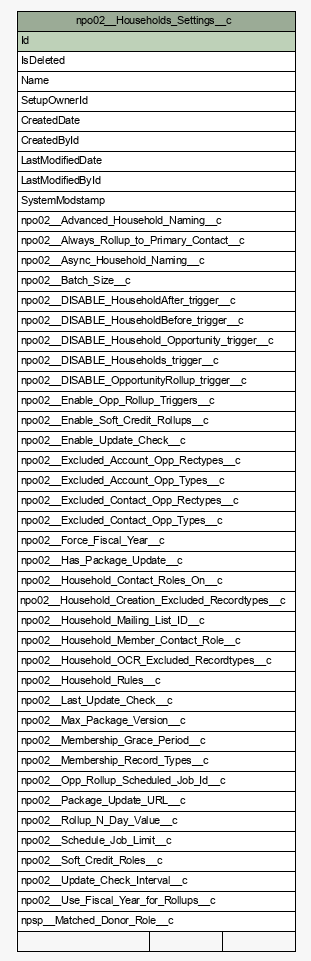 npo02__Households_Settings__c
Id
IsDeleted
Name
SetupOwnerId
CreatedDate
CreatedById
LastModifiedDate
LastModifiedById
SystemModstamp
npo02__Advanced_Household_Naming__c
npo02__Always_Rollup_to_Primary_Contact__c
npo02__Async_Household_Naming__c
npo02__Batch_Size__c
npo02__DISABLE_HouseholdAfter_trigger__c
npo02__DISABLE_HouseholdBefore_trigger__c
npo02__DISABLE_Household_Opportunity_trigger__c
npo02__DISABLE_Households_trigger__c
npo02__DISABLE_OpportunityRollup_trigger__c
npo02__Enable_Opp_Rollup_Triggers__c
npo02__Enable_Soft_Credit_Rollups__c
npo02__Enable_Update_Check__c
npo02__Excluded_Account_Opp_Rectypes__c
npo02__Excluded_Account_Opp_Types__c
npo02__Excluded_Contact_Opp_Rectypes__c
npo02__Excluded_Contact_Opp_Types__c
npo02__Force_Fiscal_Year__c
npo02__Has_Package_Update__c
npo02__Household_Contact_Roles_On__c
npo02__Household_Creation_Excluded_Recordtypes__c
npo02__Household_Mailing_List_ID__c
npo02__Household_Member_Contact_Role__c
npo02__Household_OCR_Excluded_Recordtypes__c
npo02__Household_Rules__c
npo02__Last_Update_Check__c
npo02__Max_Package_Version__c
npo02__Membership_Grace_Period__c
npo02__Membership_Record_Types__c
npo02__Opp_Rollup_Scheduled_Job_Id__c
npo02__Package_Update_URL__c
npo02__Rollup_N_Day_Value__c
npo02__Schedule_Job_Limit__c
npo02__Soft_Credit_Roles__c
npo02__Update_Check_Interval__c
npo02__Use_Fiscal_Year_for_Rollups__c
npsp__Matched_Donor_Role__c